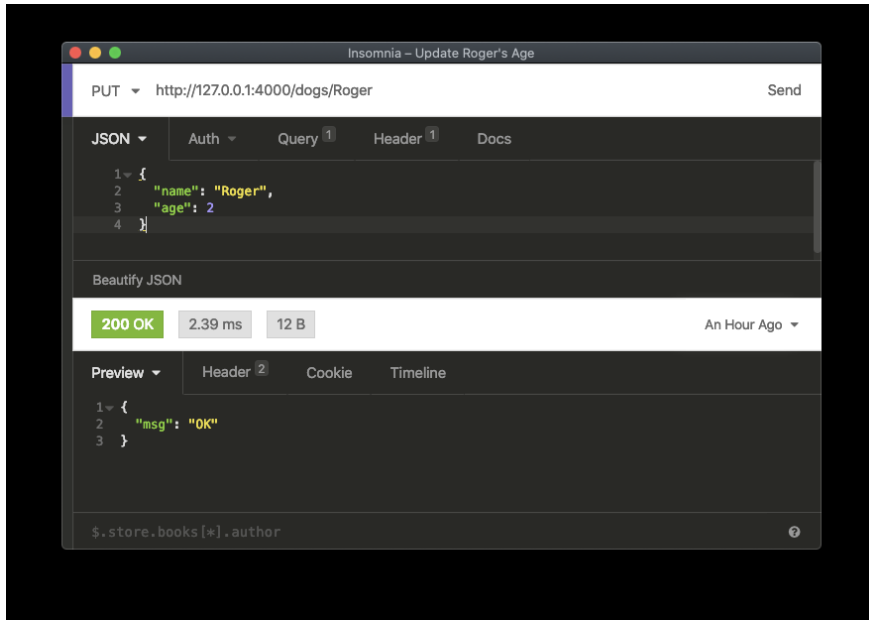 Insomnia – Update Roger's Age
PUT http://127.0.0.1:4000/dogs/Roger Send
JSON Auth Query 1 Header 1 Docs
1 {
2 "name": "Roger",
3 "age": 2
4 }
Beautify JSON
200 OK 2.39 ms 12 B An Hour Ago
Preview Header 2 Cookie Timeline
1 {
2 "msg": "OK"
3 }
$.store.books[*].author ?